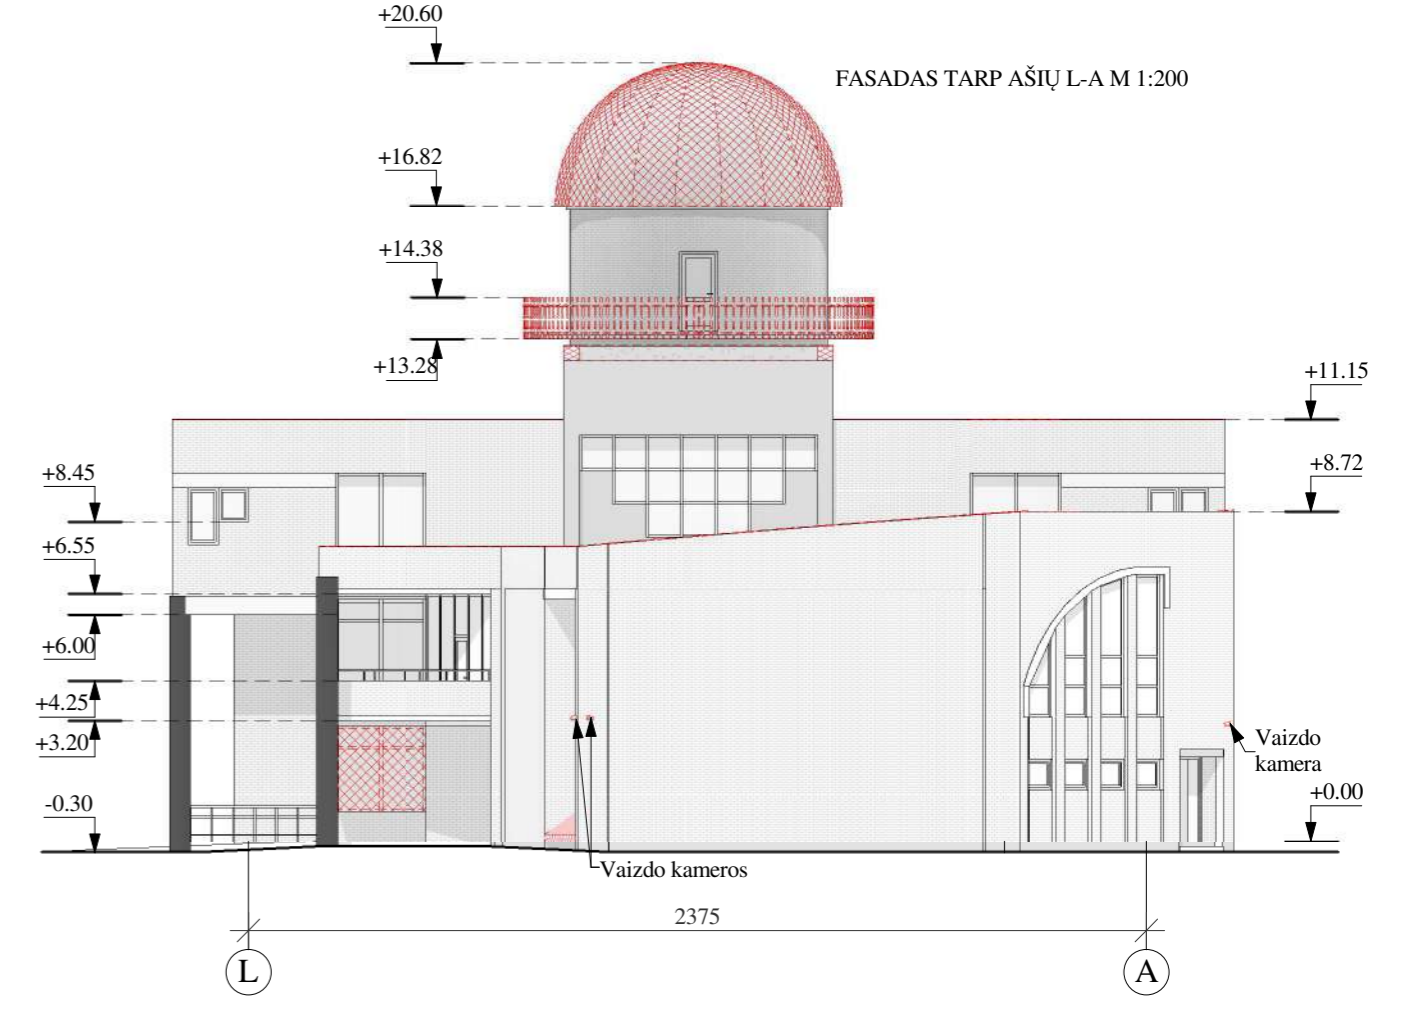 +20.60
FASADAS TARP AŠIŲ L-A M 1:200
+16.82
+14.38
+13.28
+11.15
+8.45
+8.72
+6.55
+6.00
+4.25
+3.20
Vaizdo
kamera
-0.30
+0.00
Vaizdo kameros
2375
L
A